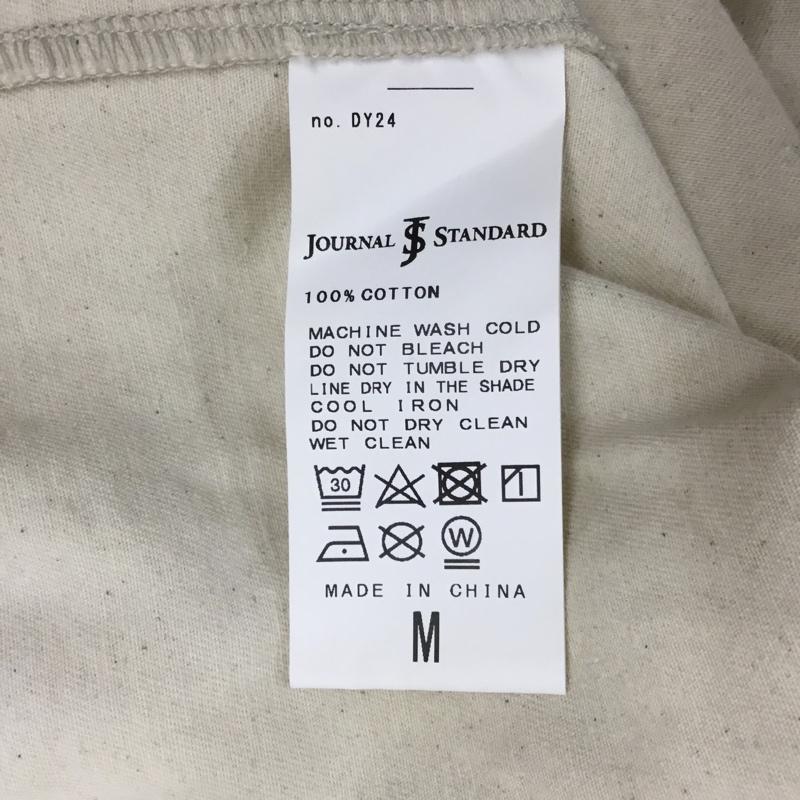 no. DY24
JOURNAL JS STANDARD
100% COTTON
MACHINE WASH COLD
DO NOT BLEACH
DO NOT TUMBLE DRY
LINE DRY IN THE SHADE
COOL IRON
DO NOT DRY CLEAN
WET CLEAN
30
W
MADE IN CHINA
M